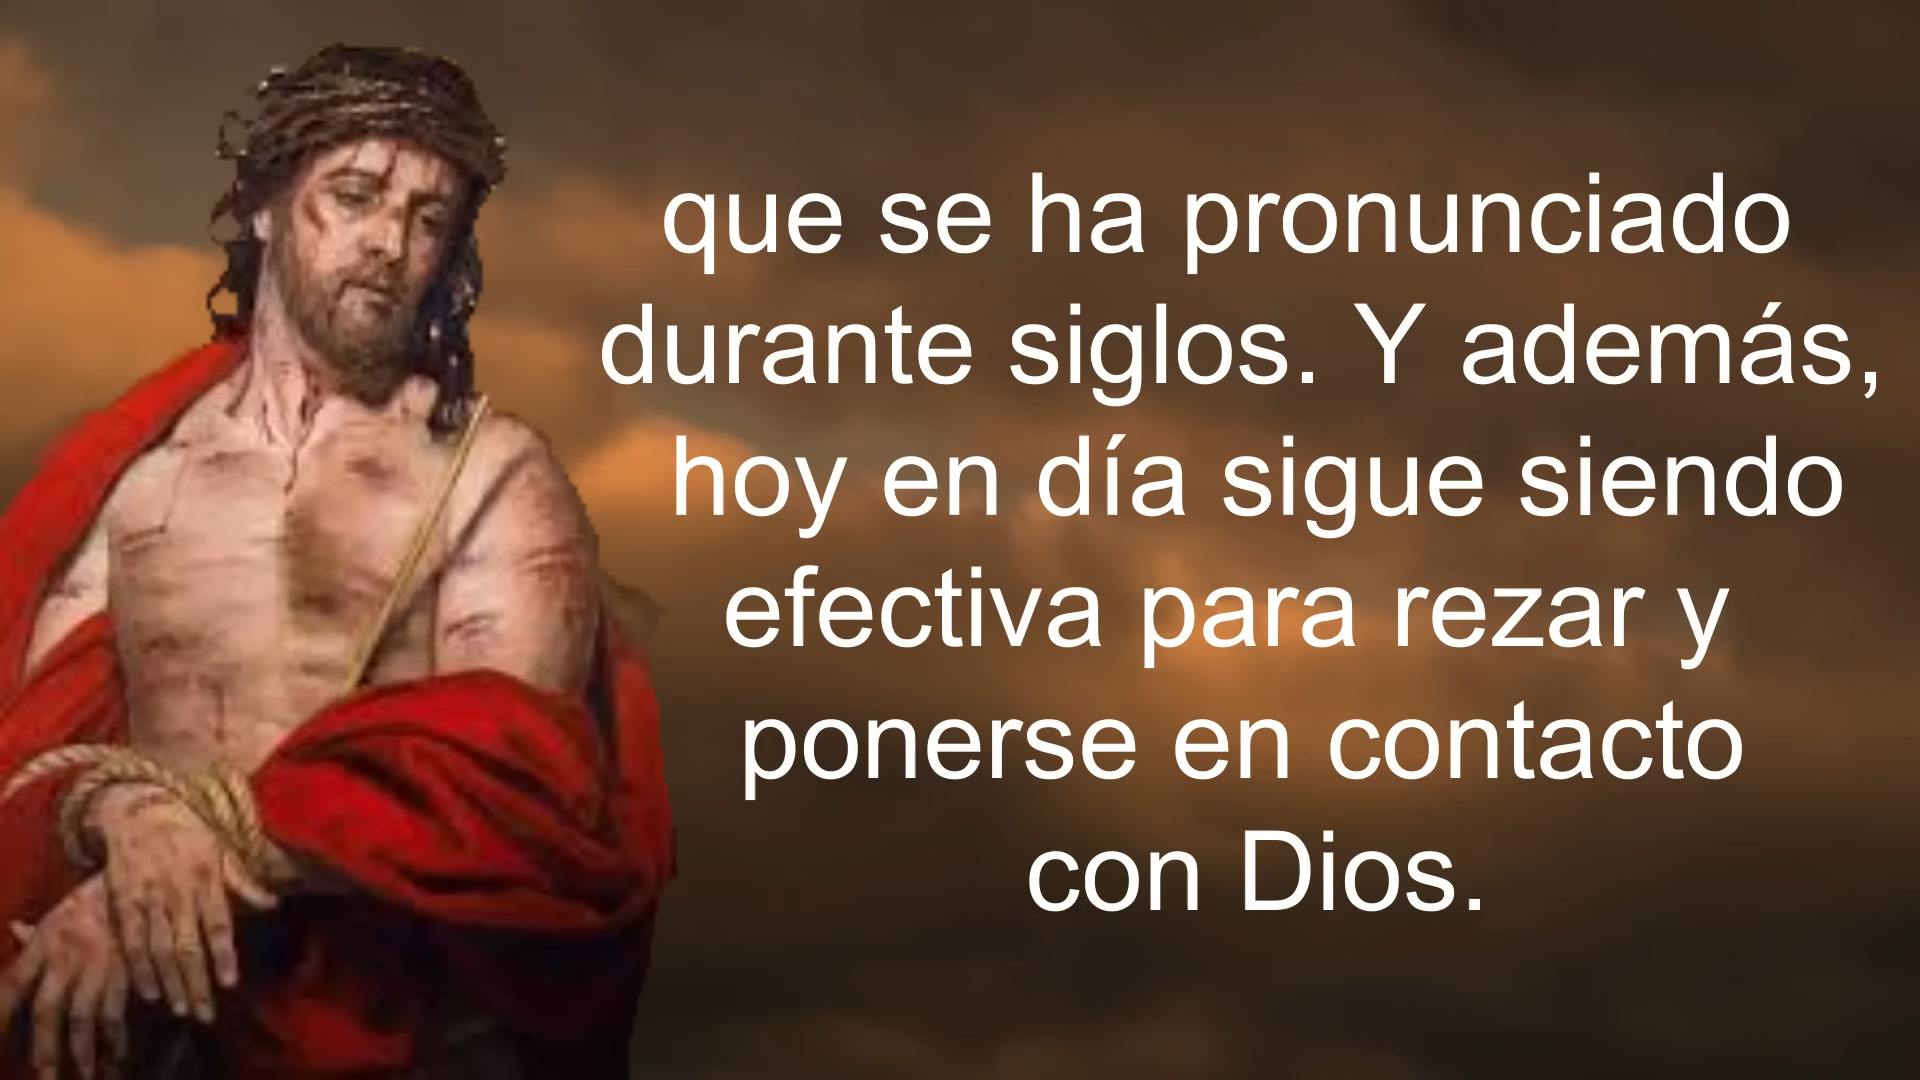 que se ha pronunciado
durante siglos. Y además,
hoy en día sigue siendo
efectiva para rezar y
ponerse en contacto
con Dios.